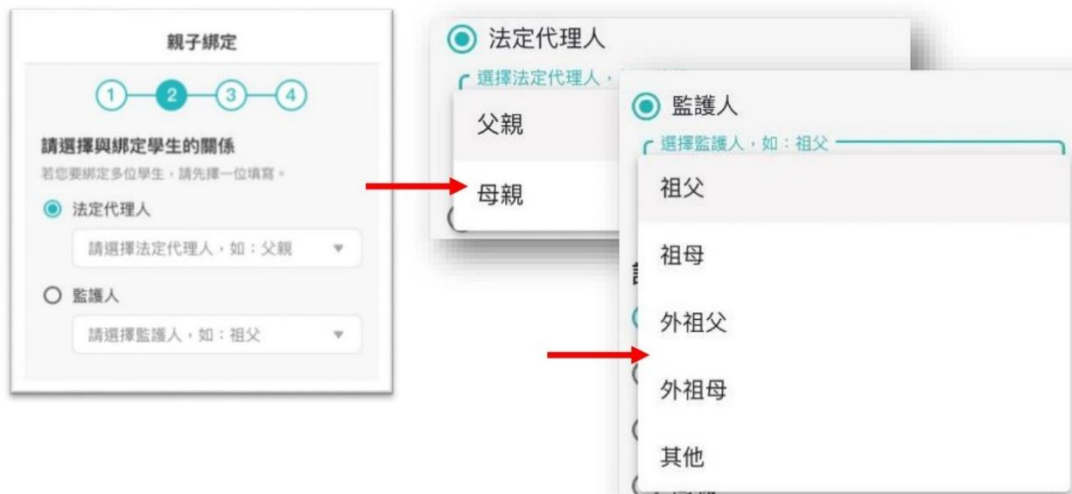 親子綁定
1 2 3 4
請選擇與綁定學生的關係
若您要綁定多位學生，請先擇一位填寫。
法定代理人
請選擇法定代理人，如：父親
監護人
請選擇監護人，如：祖父
法定代理人
選擇法定代理人，
父親
母親
監護人
選擇監護人，如：祖父
祖父
祖母
外祖父
外祖母
其他